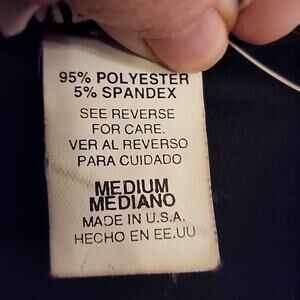 95% POLYESTER
5% SPANDEX
SEE REVERSE
FOR CARE.
VER AL REVERSO
PARA CUIDADO
MEDIUM
MEDIANO
MADE IN U.S.A.
HECHO EN EE.UU